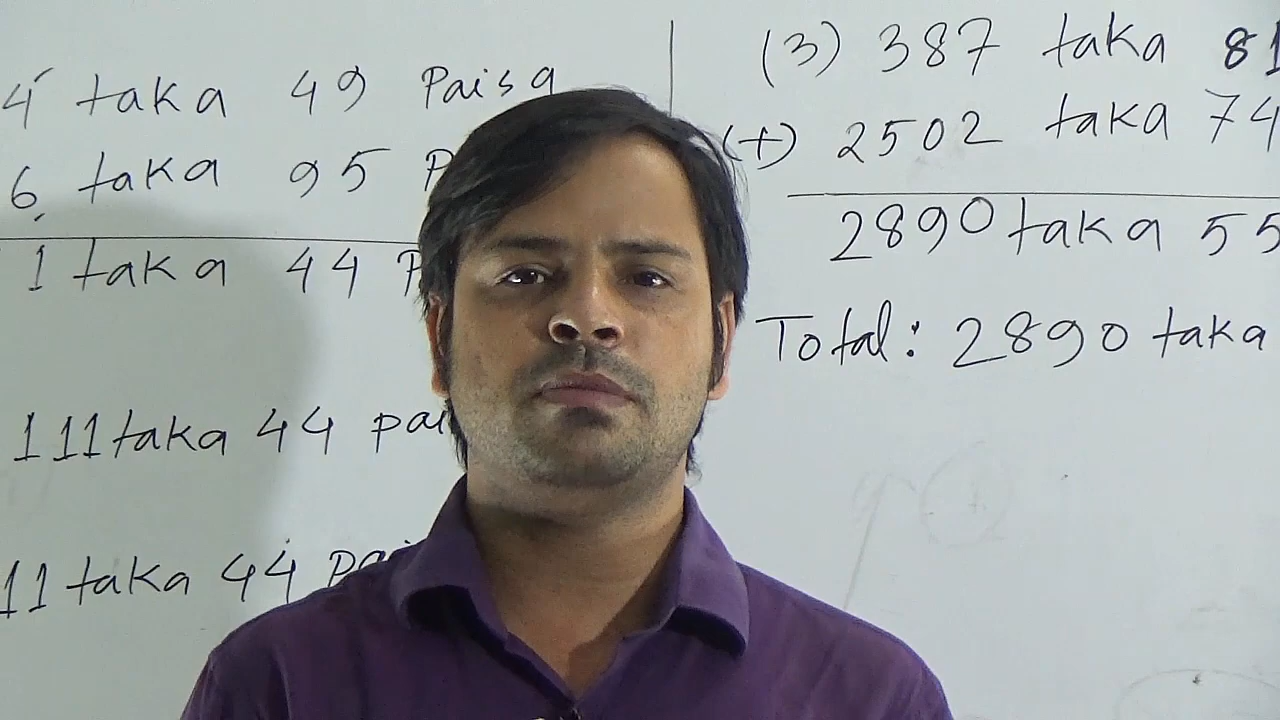 4 taka 49 Paisa
6 taka 95 P
1 taka 44 P
111 taka 44 pai
11 taka 44 pai
(3) 387 taka 81
(+) 2502 taka 74
2890 taka 55
Total: 2890 taka